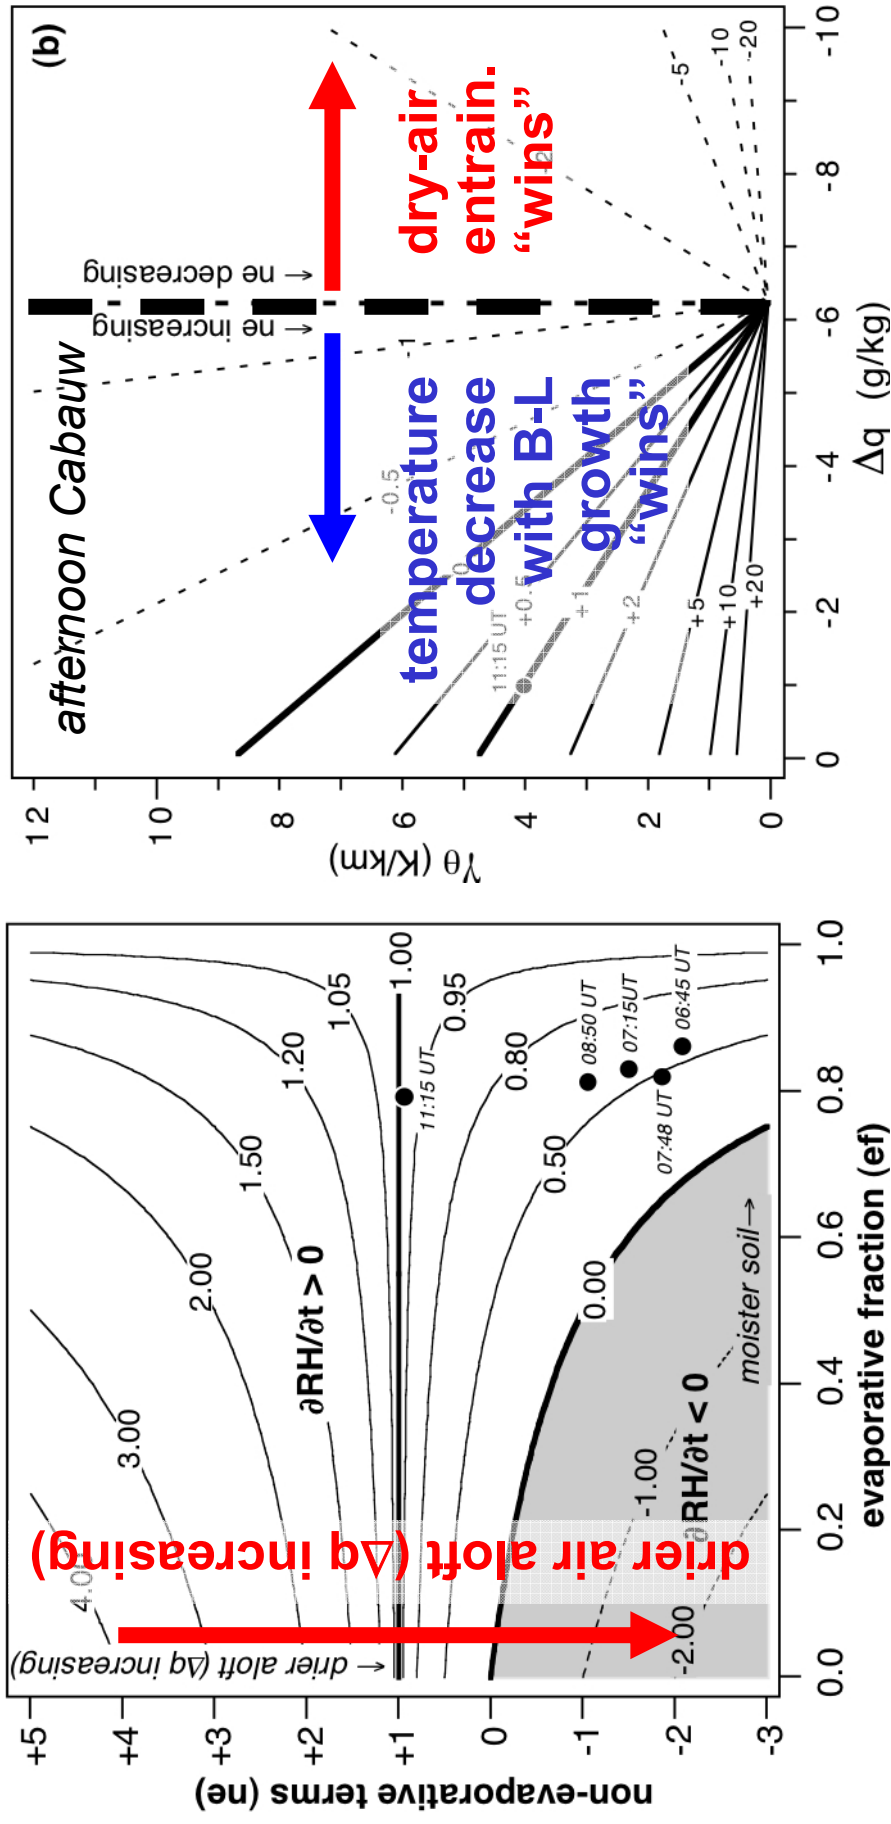 (b)
afternoon Cabauw
← ne increasing
← ne decreasing
dry-air
entrain.
“wins”
temperature
decrease
with B-L
growth
“wins”
-0.5
-1
-2
-5
-10
-20
0
+0.5
11:15 UT
+1
+2
+5
+10
+20
12
10
8
6
4
2
0
γθ (K/km)
0
-2
-4
-6
-8
-10
Δq (g/kg)
+5
+4
+3
+2
+1
0
-1
-2
-3
non-evaporative terms (ne)
0.0
0.2
0.4
0.6
0.8
1.0
evaporative fraction (ef)
4.00
3.00
2.00
1.50
1.20
1.05
1.00
0.95
0.80
0.50
0.00
-1.00
-2.00
∂RH/∂t > 0
∂RH/∂t < 0
moister soil→
← drier aloft (Δq increasing)
drier air aloft (Δq increasing)
11:15 UT
08:50 UT
07:15UT
07:48 UT
06:45 UT